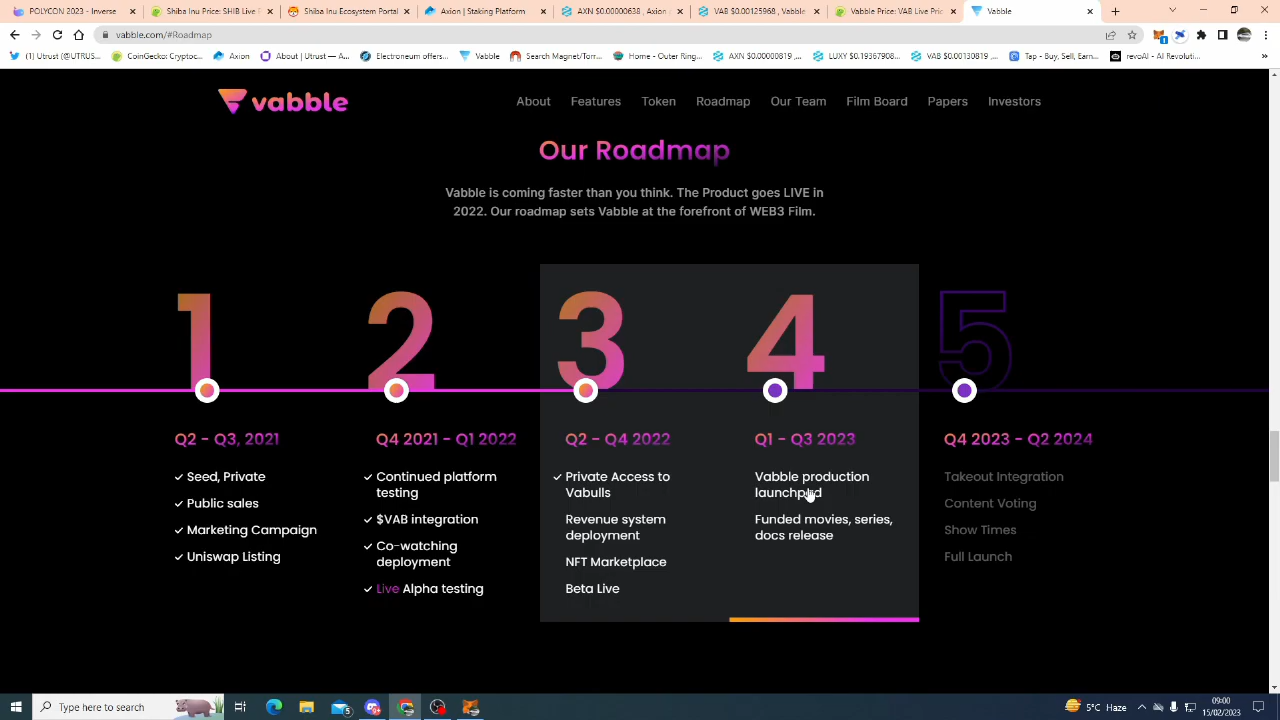 POLYCON 2023 - Inverse
Shiba Inu Price: SHIB Live P
Shiba Inu Ecosystem Portal
Axion | Staking Platform
AXN $0.00000638 , Axion
VAB $0.00125968 , Vabble
Vabble Price: VAB Live Pri
Vabble
vabble.com/#Roadmap
(1) Utrust (@UTRUS...
CoinGecko: Cryptoc...
Axion
About | Utrust
Electroneum offers...
Vabble
Search Magmortar...
Home - Outer Ring...
AXN $0.00000819 ,...
LUXY $0.19367908...
VAB $0.00130819 ,...
Tap - Buy, Sell, Earn...
revoAI - AI Revoluti...
vabble
About
Features
Token
Roadmap
Our Team
Film Board
Papers
Investors
Our Roadmap
Vabble is coming faster than you think. The Product goes LIVE in
2022. Our roadmap sets Vabble at the forefront of WEB3 Film.
1
Q2 - Q3, 2021
Seed, Private
Public sales
Marketing Campaign
Uniswap Listing
2
Q4 2021 - Q1 2022
Continued platform
testing
$VAB integration
Co-watching
deployment
Live Alpha testing
3
Q2 - Q4 2022
Private Access to
Vabulls
Revenue system
deployment
NFT Marketplace
Beta Live
4
Q1 - Q3 2023
Vabble production
launchpad
Funded movies, series,
docs release
5
Q4 2023 - Q2 2024
Takeout Integration
Content Voting
Show Times
Full Launch
Type here to search
5°C Haze
09:00
15/02/2023